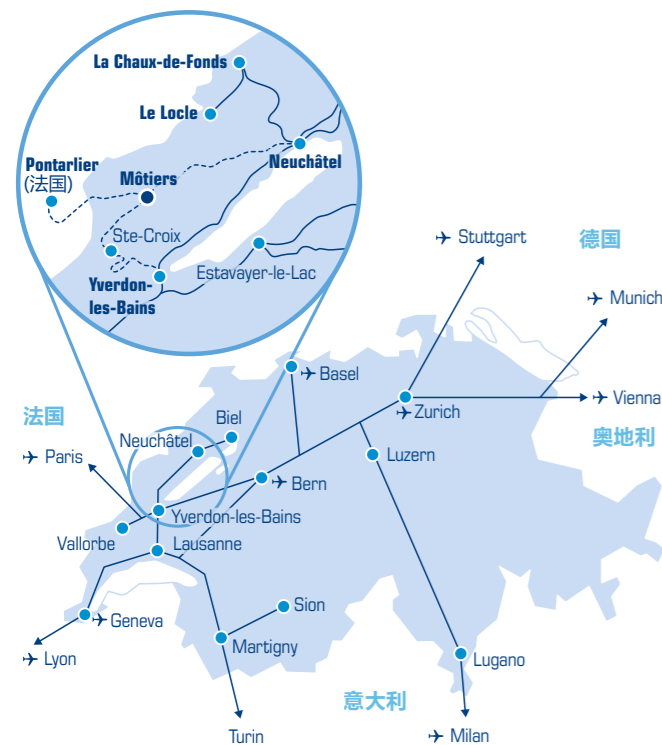 La Chaux-de-Fonds
Le Locle
Neuchâtel
Pontarlier
(法国)
Môtiers
Ste-Croix
Estavayer-le-Lac
Yverdon-
les-Bains
Stuttgart
德国
Munich
Basel
Vienna
Zurich
法国
Biel
奥地利
Neuchâtel
Paris
Luzern
Bern
Yverdon-les-Bains
Vallorbe
Lausanne
Sion
Geneva
Martigny
Lyon
Lugano
意大利
Turin
Milan